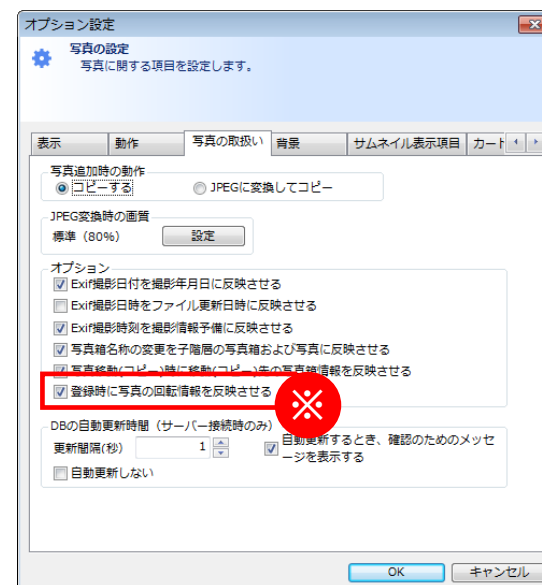 オプション設定
写真の設定
写真に関する項目を設定します。
表示 動作 写真の取扱い 背景 サムネイル表示項目 カート
写真追加時の動作
コピーする JPEGに変換してコピー
JPEG変換時の画質
標準（80%） 設定
オプション
Exif撮影日付を撮影年月日に反映させる
Exif撮影日時をファイル更新日時に反映させる
Exif撮影時刻を撮影情報予備に反映させる
写真箱名称の変更を子階層の写真箱および写真に反映させる
写真移動(コピー)時に移動(コピー)先の写真箱情報を反映させる
登録時に写真の回転情報を反映させる
※
DBの自動更新時間（サーバー接続時のみ）
更新間隔(秒) 1 自動更新するとき、確認のためのメッセ
ージを表示する
自動更新しない
OK キャンセル